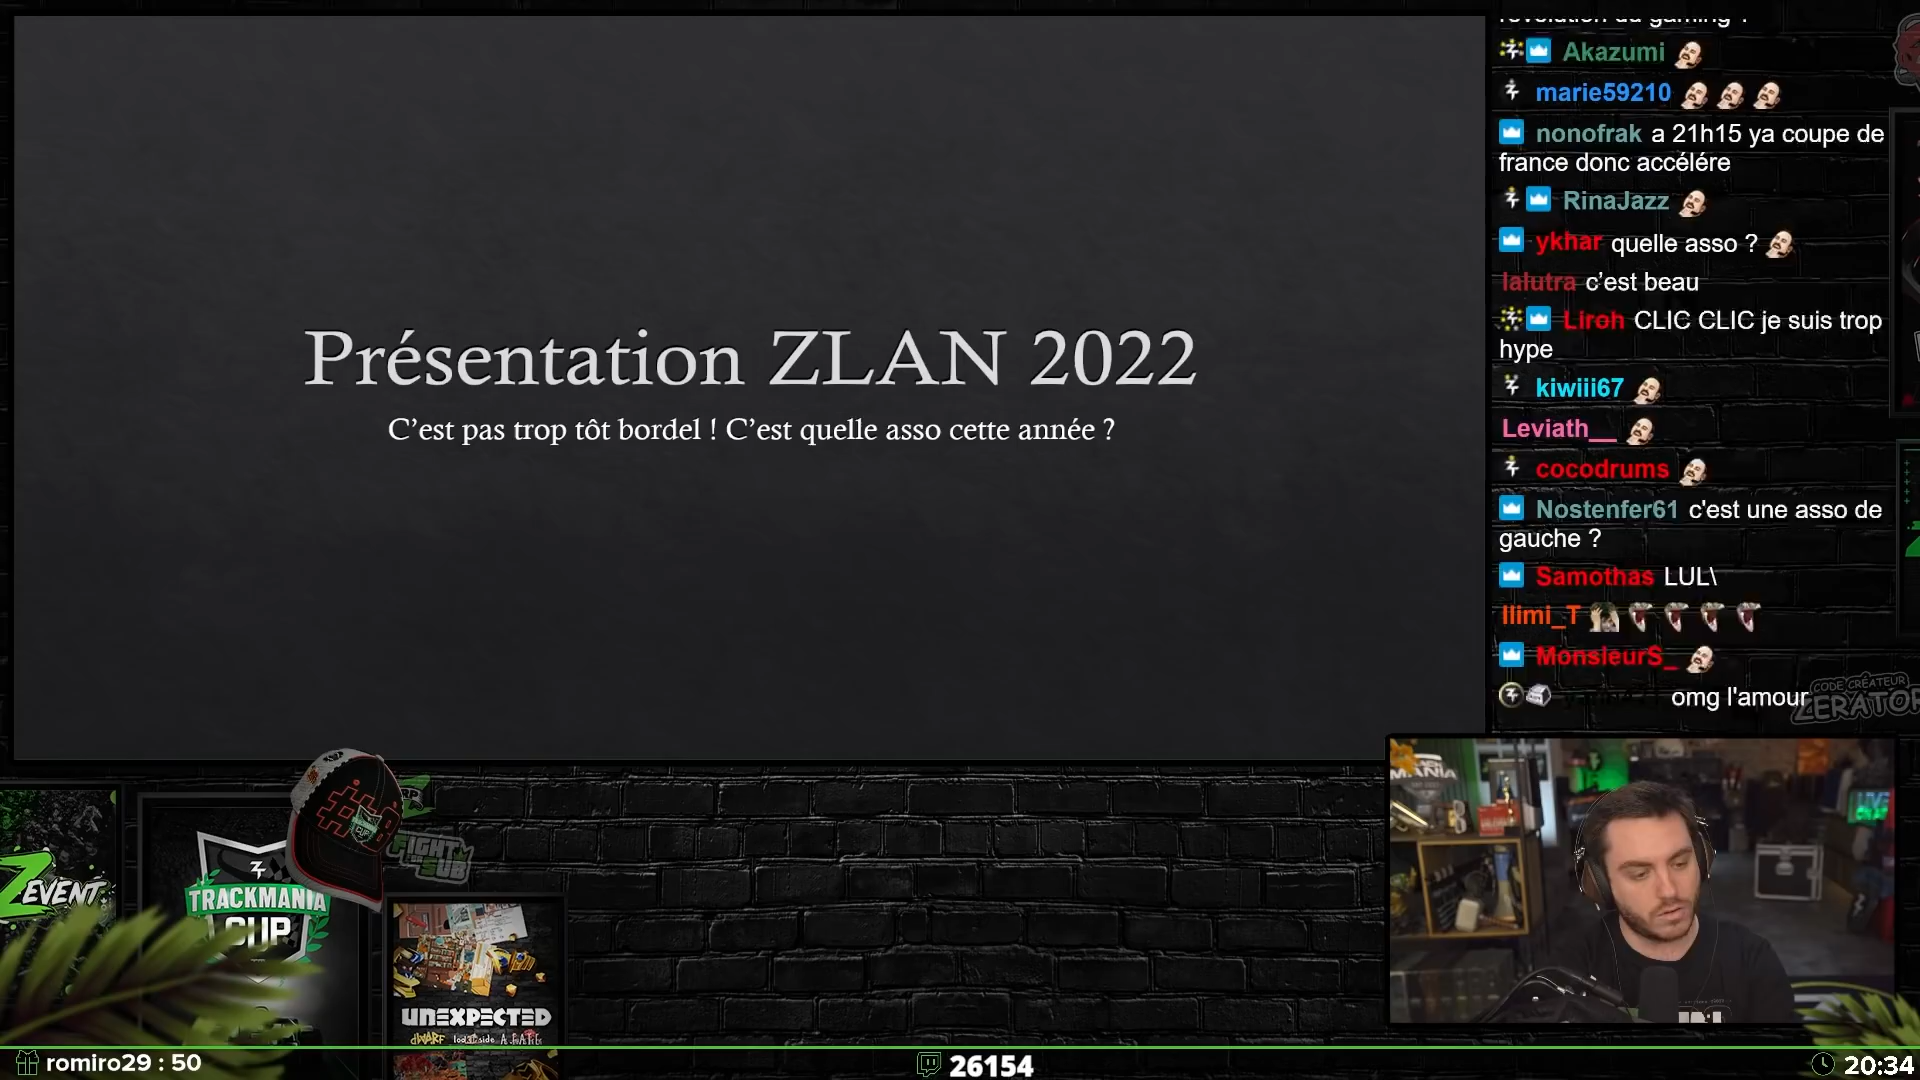 Présentation ZLAN 2022
C’est pas trop tôt bordel ! C’est quelle asso cette année ?
Akazumi
marie59210
nonofrak a 21h15 ya coupe de
france donc accélére
RinaJazz
ykhar quelle asso ?
lalutra c’est beau
Liroh CLIC CLIC je suis trop
hype
kiwiii67
Leviath__
cocodrums
Nostenfer61 c'est une asso de
gauche ?
Samothas LUL\
Ilimi_T
MonsieurS_
omg l'amour
CODE CRÉATEUR
ZERATOR
ZEVENT
TRACKMANIA
CUP
FIGHT
SUB
UNEXPECTED
romiro29 : 50
26154
20:34